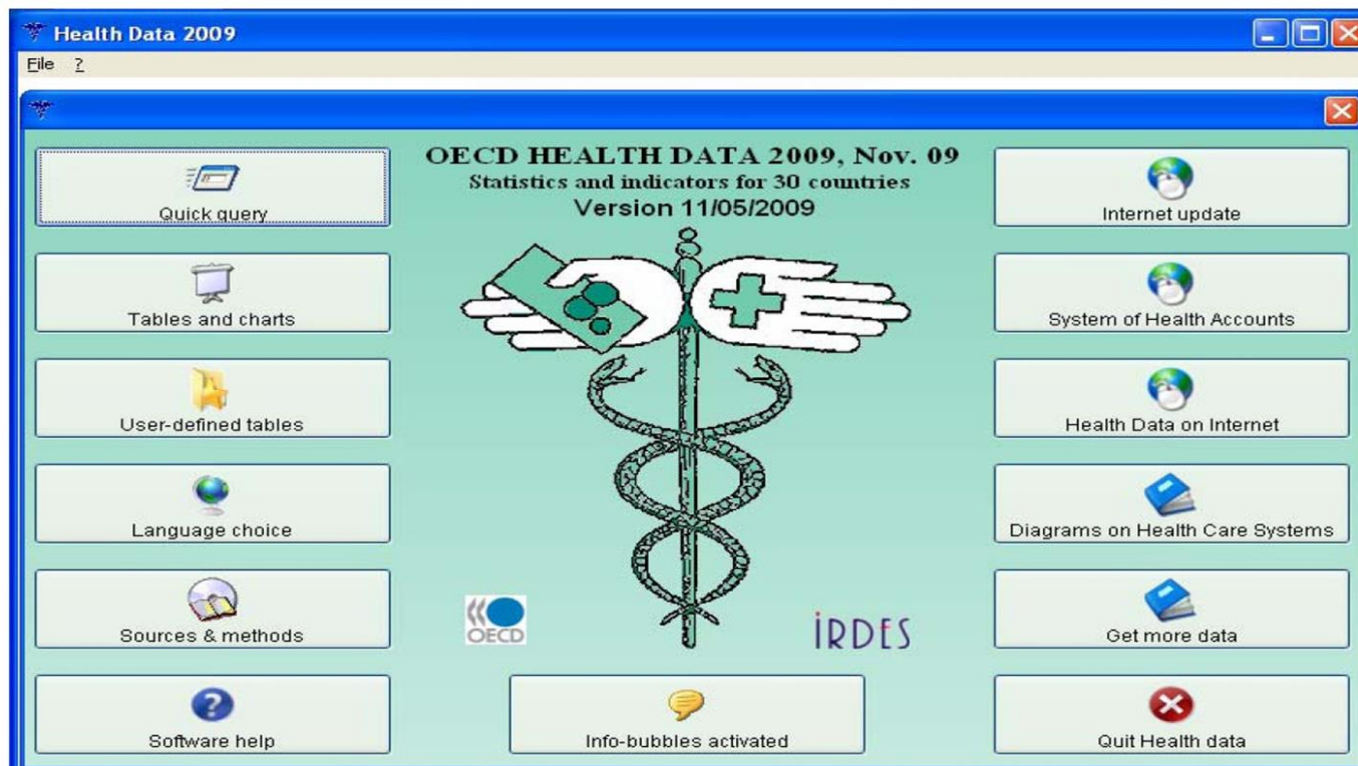 Health Data 2009
File ?
OECD HEALTH DATA 2009, Nov. 09
Statistics and indicators for 30 countries
Version 11/05/2009
Quick query
Tables and charts
User-defined tables
Language choice
Sources & methods
Software help
OECD
IRDES
Info-bubbles activated
Internet update
System of Health Accounts
Health Data on Internet
Diagrams on Health Care Systems
Get more data
Quit Health data